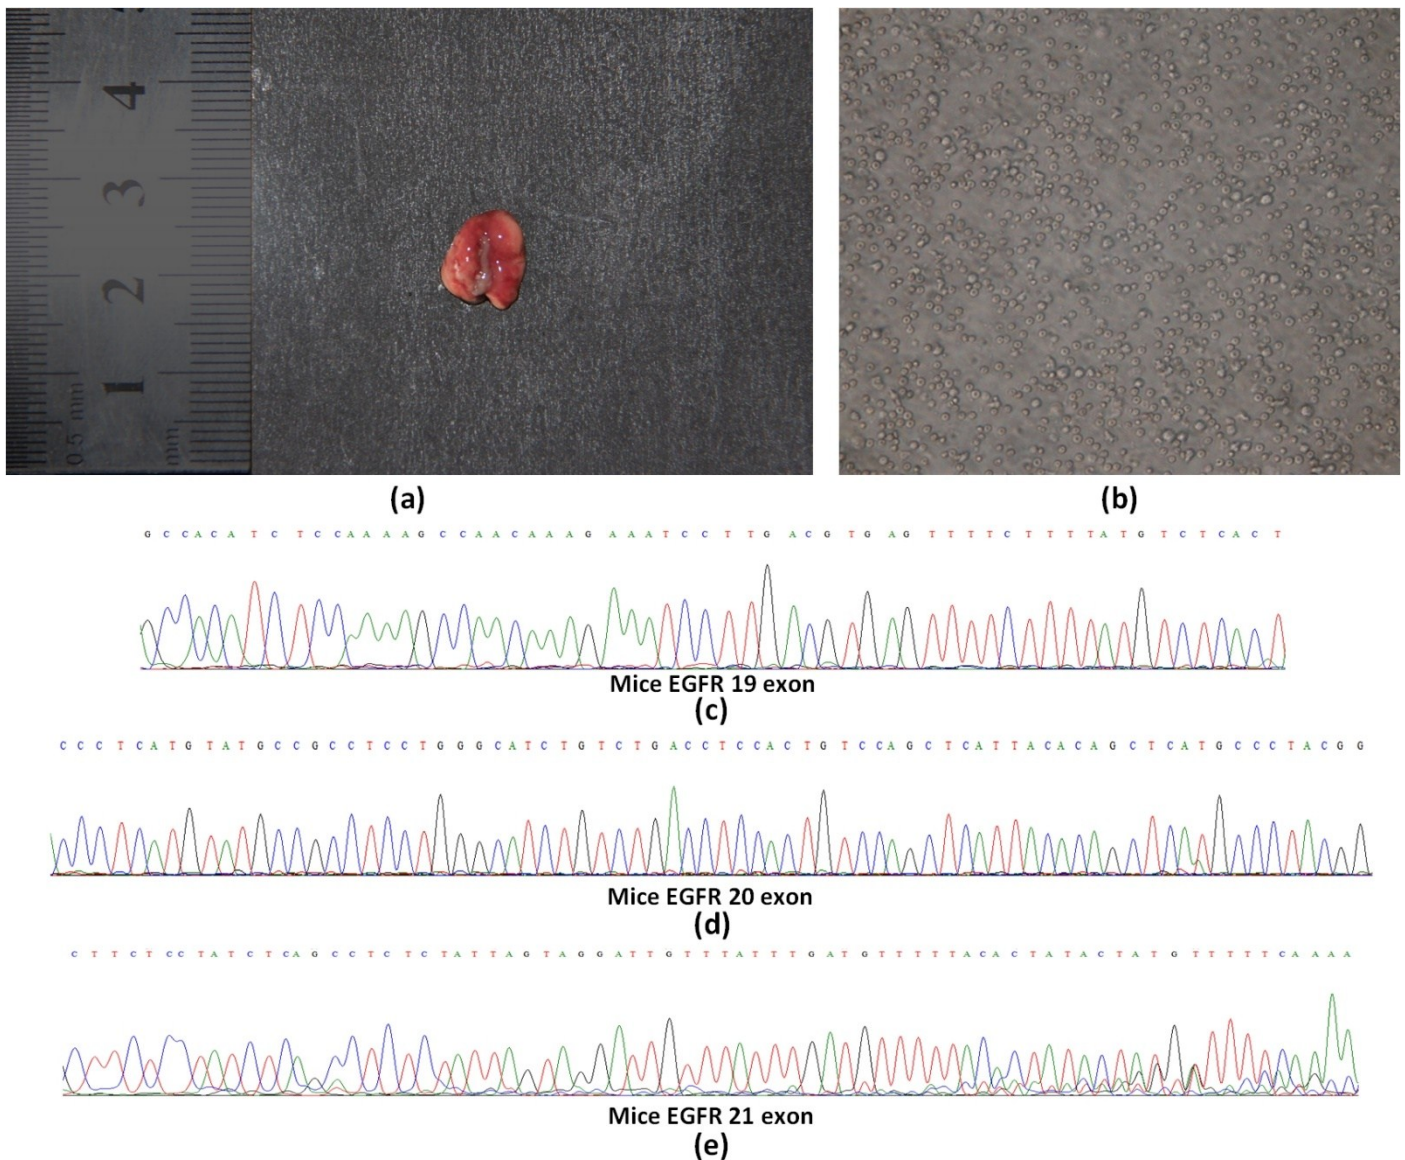 4
3
2
1
0.5 mm
mm
(a)
(b)
G C C A C A T C T C C A A A A G C C A A C A A A G A A A T C C T T G A C G T G A G T T T T C T T T T A T G T C T C A C T
Mice EGFR 19 exon
(c)
C C C T C A T G T A T G C C G C C T C C T G G G C A T C T G T C T G A C C T C C A C T G T C C A G C T C A T T A C A C A G C T C A T G C C C T A C G G
Mice EGFR 20 exon
(d)
C T T C T C C T A T C T C A G C C T C T C T A T T A G T A G G A T T G T T T A T T T G A T G T T T T T A C A C T A T A C T A T G T T T T T C A A A A
Mice EGFR 21 exon
(e)